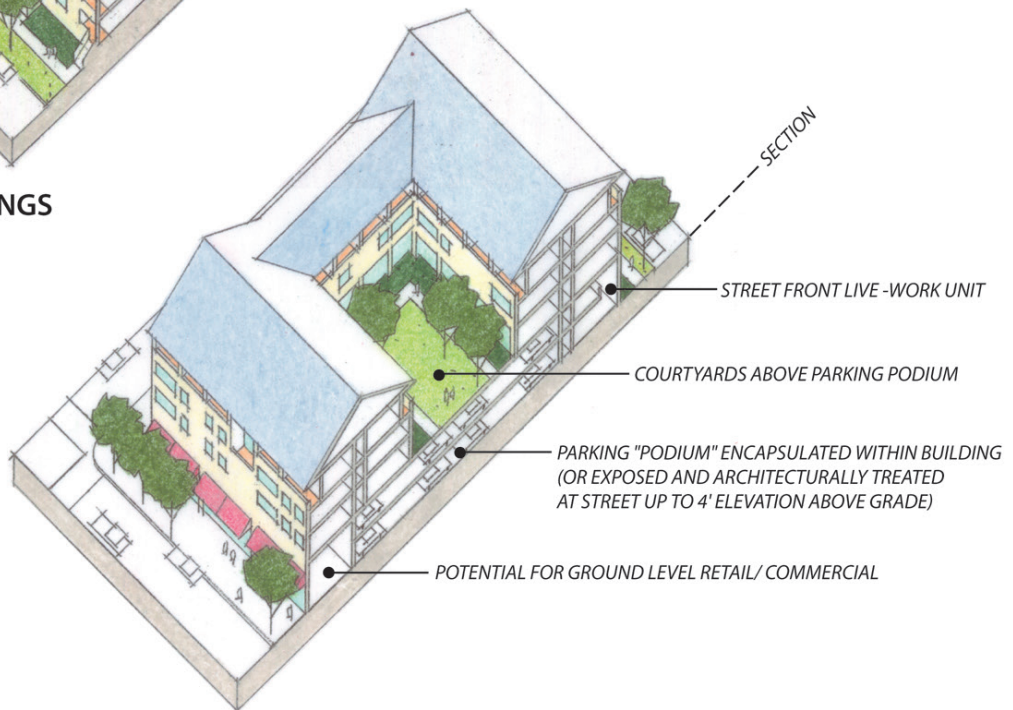 NGS
SECTION
STREET FRONT LIVE -WORK UNIT
COURTYARDS ABOVE PARKING PODIUM
PARKING "PODIUM" ENCAPSULATED WITHIN BUILDING
(OR EXPOSED AND ARCHITECTURALLY TREATED
AT STREET UP TO 4' ELEVATION ABOVE GRADE)
POTENTIAL FOR GROUND LEVEL RETAIL/ COMMERCIAL